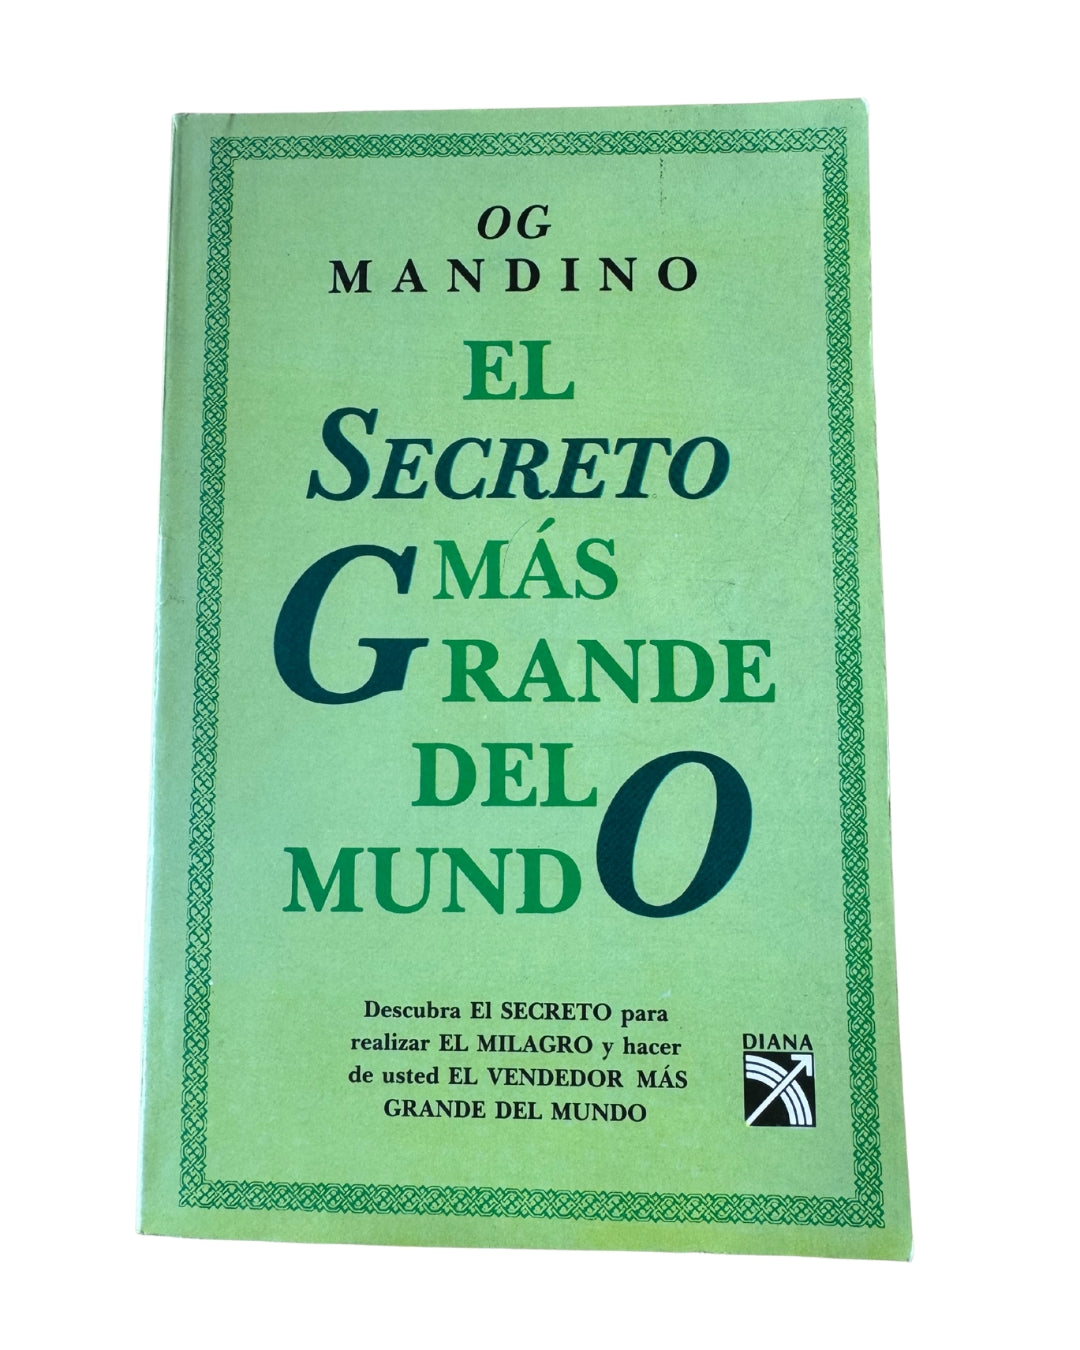 OG
MANDINO
EL
SECRETO
MÁS
GRANDE
DEL
MUNDO
Descubra El SECRETO para
realizar EL MILAGRO y hacer
de usted EL VENDEDOR MÁS
GRANDE DEL MUNDO
DIANA